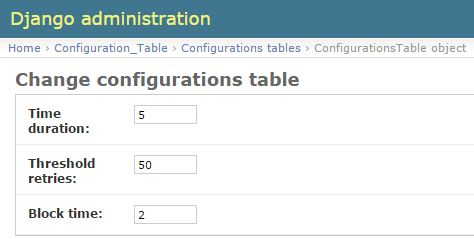 Django administration
Home › Configuration_Table › Configurations tables › ConfigurationsTable object
Change configurations table
Time
duration:
5
Threshold
retries:
50
Block time:
2